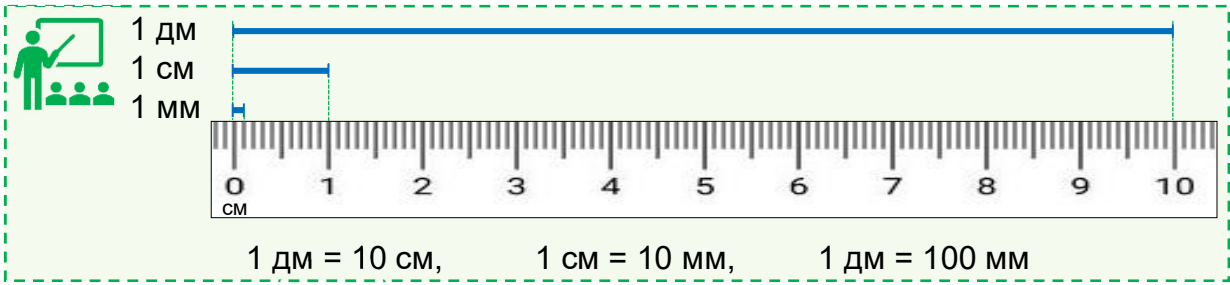 1 дм
1 см
1 мм
0 1 2 3 4 5 6 7 8 9 10
см
1 дм = 10 см, 1 см = 10 мм, 1 дм = 100 мм